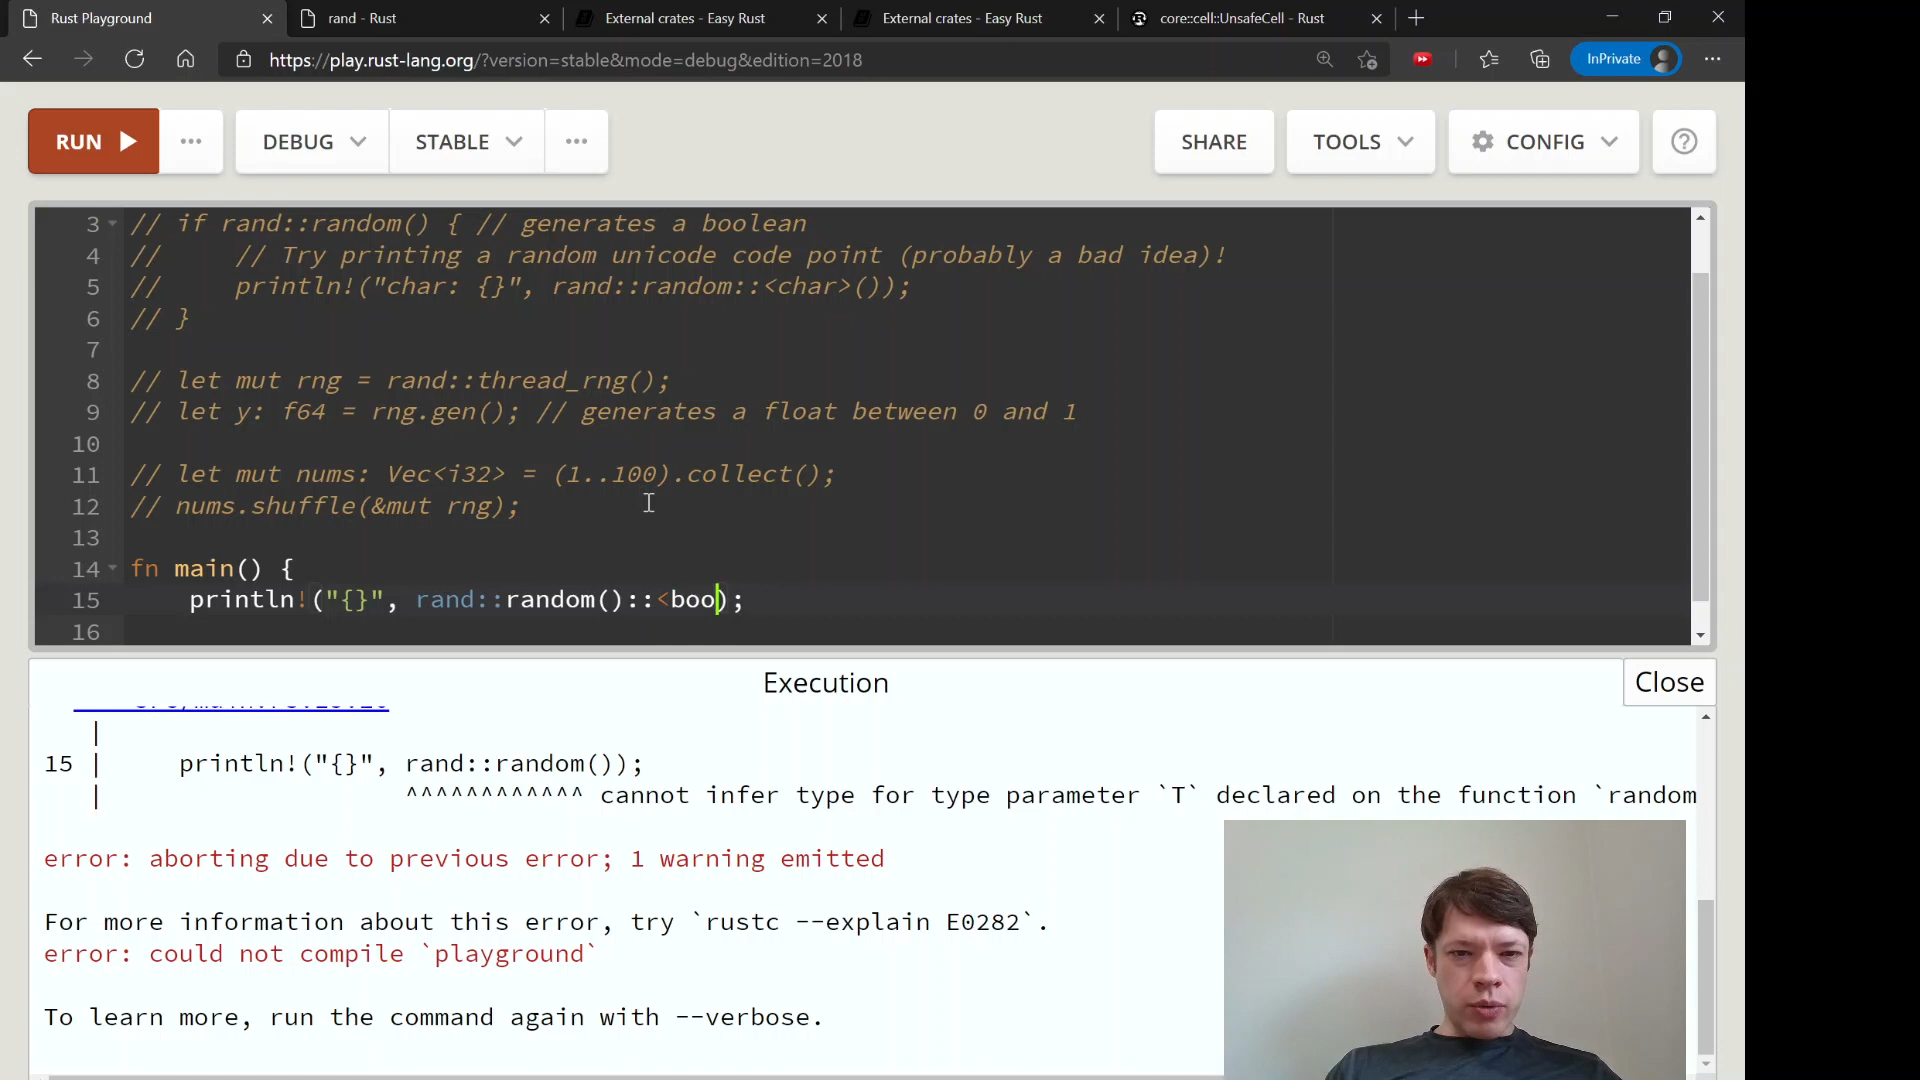 Rust Playground
rand - Rust
External crates - Easy Rust
External crates - Easy Rust
core::cell::UnsafeCell - Rust
https://play.rust-lang.org/?version=stable&mode=debug&edition=2018
InPrivate
RUN
DEBUG
STABLE
SHARE
TOOLS
CONFIG
3 // if rand::random() { // generates a boolean
4 //     // Try printing a random unicode code point (probably a bad idea)!
5 //     println!("char: {}", rand::random::<char>());
6 // }
7
8 // let mut rng = rand::thread_rng();
9 // let y: f64 = rng.gen(); // generates a float between 0 and 1
10
11 // let mut nums: Vec<i32> = (1..100).collect();
12 // nums.shuffle(&mut rng);
13
14 fn main() {
15     println!("{}", rand::random()::<boo);
16
Execution
Close
|
15 |     println!("{}", rand::random());
|                    ^^^^^^^^^^^^ cannot infer type for type parameter `T` declared on the function `random
error: aborting due to previous error; 1 warning emitted
For more information about this error, try `rustc --explain E0282`.
error: could not compile `playground`
To learn more, run the command again with --verbose.